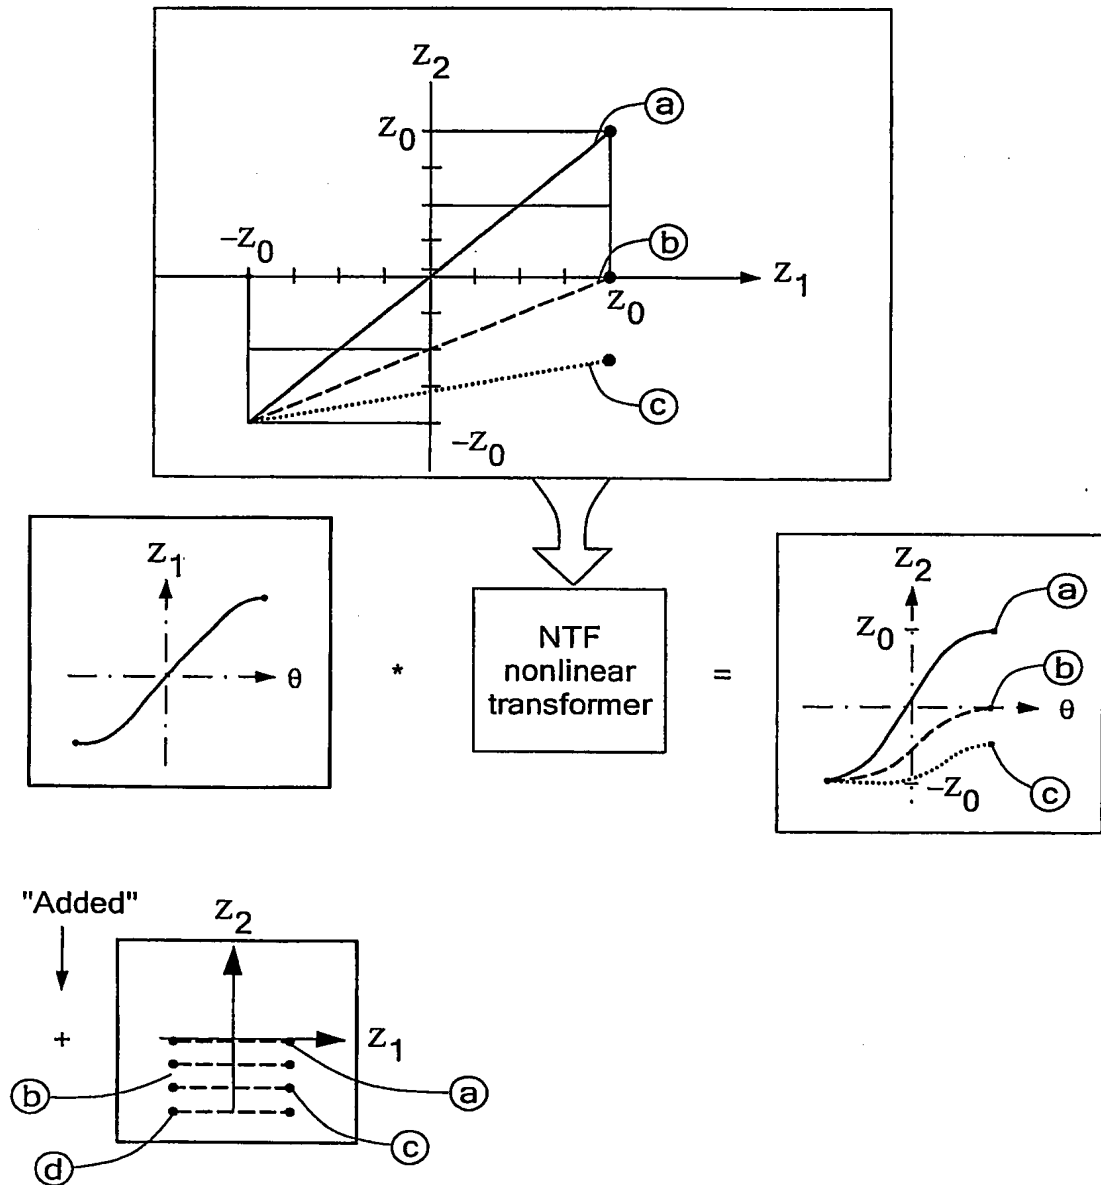 Z2
a
Z0
-Z0
b
Z1
Z0
c
-Z0
Z1
θ
*
NTF
nonlinear
transformer
=
Z2
a
Z0
b
θ
-Z0
c
"Added"
+
Z2
Z1
b
a
c
d